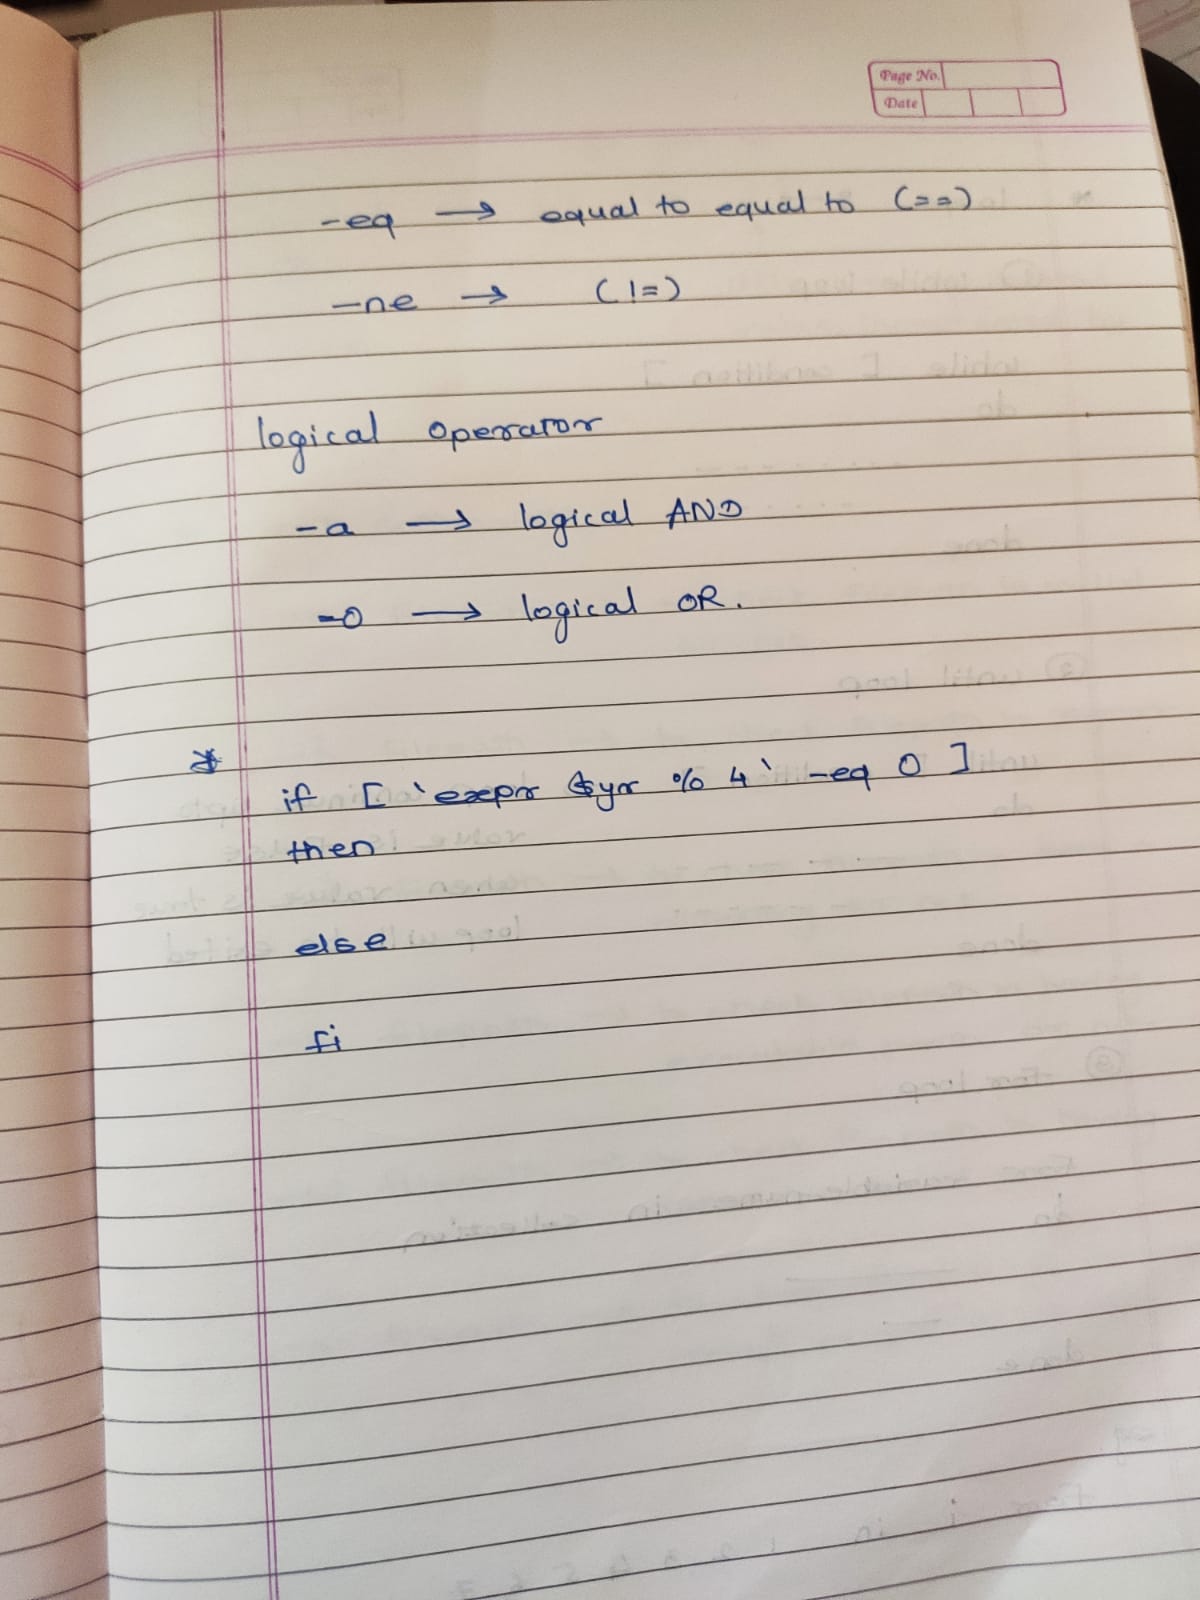 Page No.
Date
-eq → equal to equal to (==)
-ne → (!=)
logical operator
-a → logical AND
-o → logical OR.
* if [ `expr $yr % 4` -eq 0 ]
then
else
fi